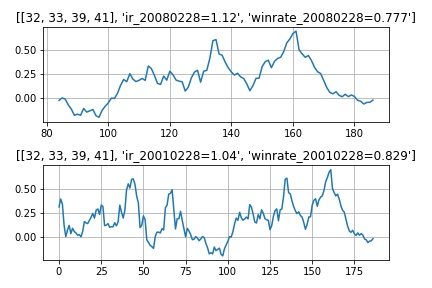 [[32, 33, 39, 41], 'ir_20080228=1.12', 'winrate_20080228=0.777']
0.50
0.25
0.00
80 100 120 140 160 180
[[32, 33, 39, 41], 'ir_20010228=1.04', 'winrate_20010228=0.829']
0.50
0.25
0.00
0 25 50 75 100 125 150 175